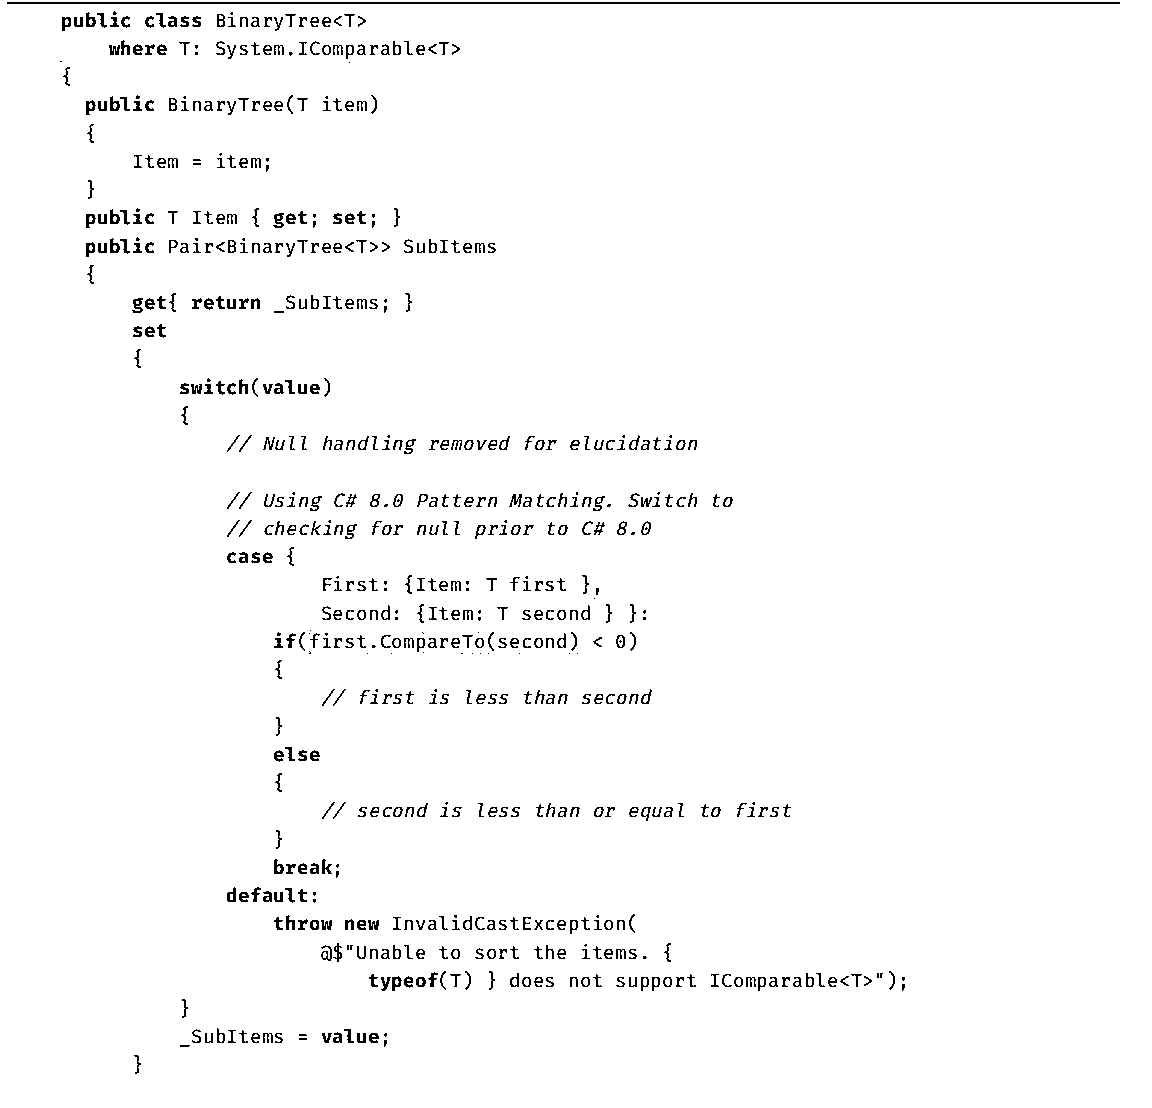 public class BinaryTree<T>
    where T: System.IComparable<T>
{
  public BinaryTree(T item)
  {
      Item = item;
  }
  public T Item { get; set; }
  public Pair<BinaryTree<T>> SubItems
  {
      get{ return _SubItems; }
      set
      {
          switch(value)
          {
              // Null handling removed for elucidation

              // Using C# 8.0 Pattern Matching. Switch to
              // checking for null prior to C# 8.0
              case {
                      First: {Item: T first },
                      Second: {Item: T second } }:
                  if(first.CompareTo(second) < 0)
                  {
                      // first is less than second
                  }
                  else
                  {
                      // second is less than or equal to first
                  }
                  break;
              default:
                  throw new InvalidCastException(
                      @$"Unable to sort the items. {
                          typeof(T) } does not support IComparable<T>");
          }
          _SubItems = value;
      }